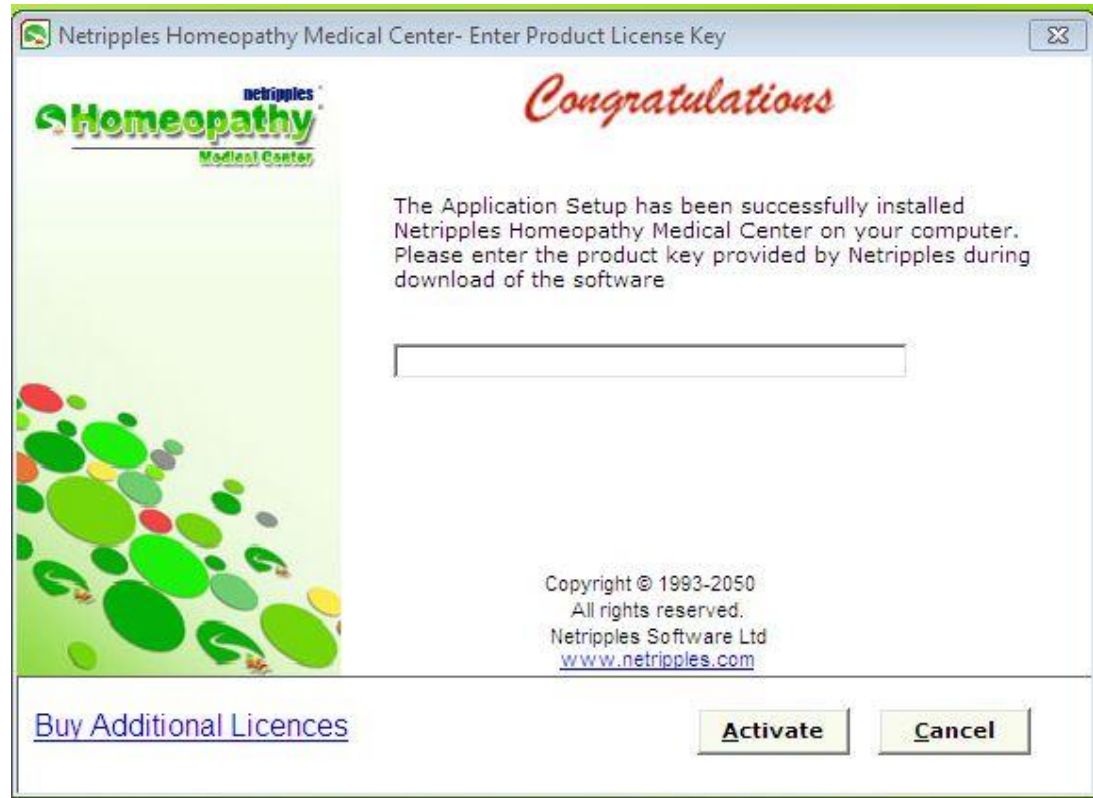 Netripples Homeopathy Medical Center- Enter Product License Key
netripples
Homeopathy
Medical Center
Congratulations
The Application Setup has been successfully installed
Netripples Homeopathy Medical Center on your computer.
Please enter the product key provided by Netripples during
download of the software
Copyright © 1993-2050
All rights reserved.
Netripples Software Ltd
www.netripples.com
Buy Additional Licences
Activate
Cancel